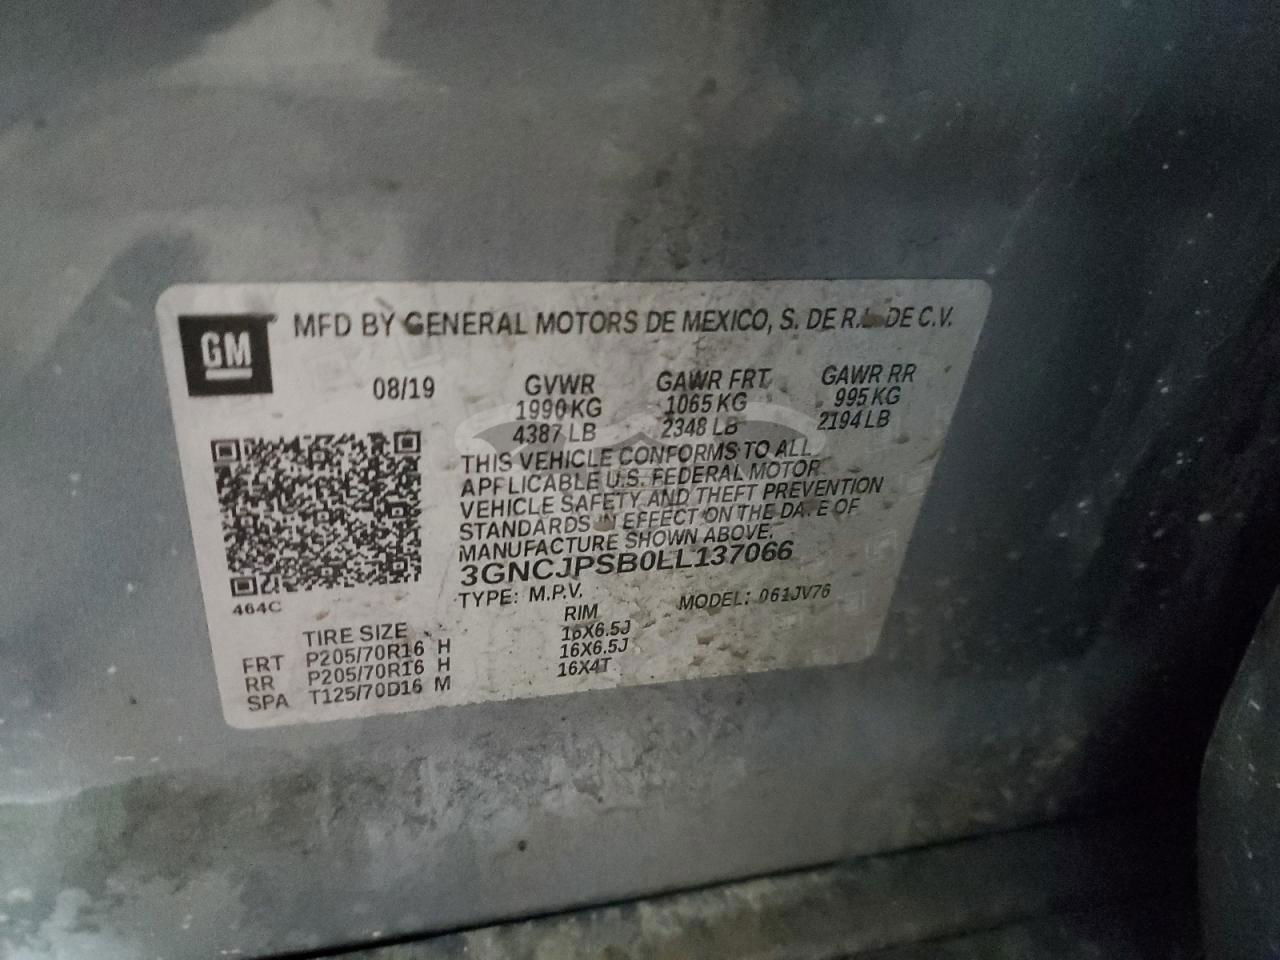 GM
MFD BY GENERAL MOTORS DE MEXICO, S. DE R.L. DE C.V.
08/19 GVWR GAWR FRT GAWR RR
1990 KG 1065 KG 995 KG
4387 LB 2348 LB 2194 LB
THIS VEHICLE CONFORMS TO ALL
APPLICABLE U.S. FEDERAL MOTOR
VEHICLE SAFETY AND THEFT PREVENTION
STANDARDS IN EFFECT ON THE DATE OF
MANUFACTURE SHOWN ABOVE.
3GNCJPSB0LL137066
TYPE: M.P.V. MODEL: 061JV76
464C
TIRE SIZE RIM
FRT P205/70R16 H 16X6.5J
RR P205/70R16 H 16X6.5J
SPA T125/70D16 M 16X4T